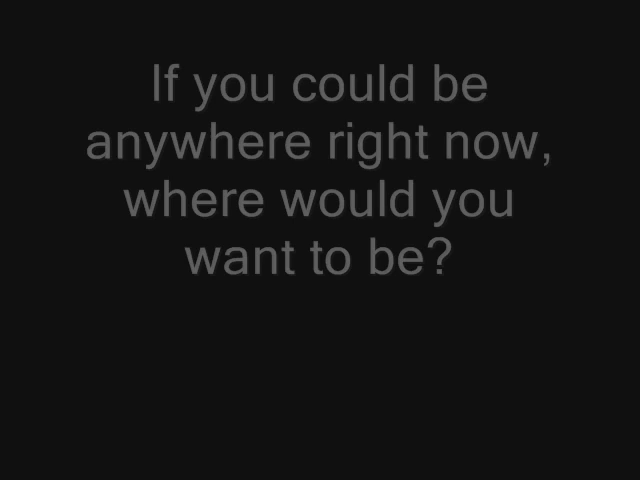 If you could be
anywhere right now,
where would you
want to be?